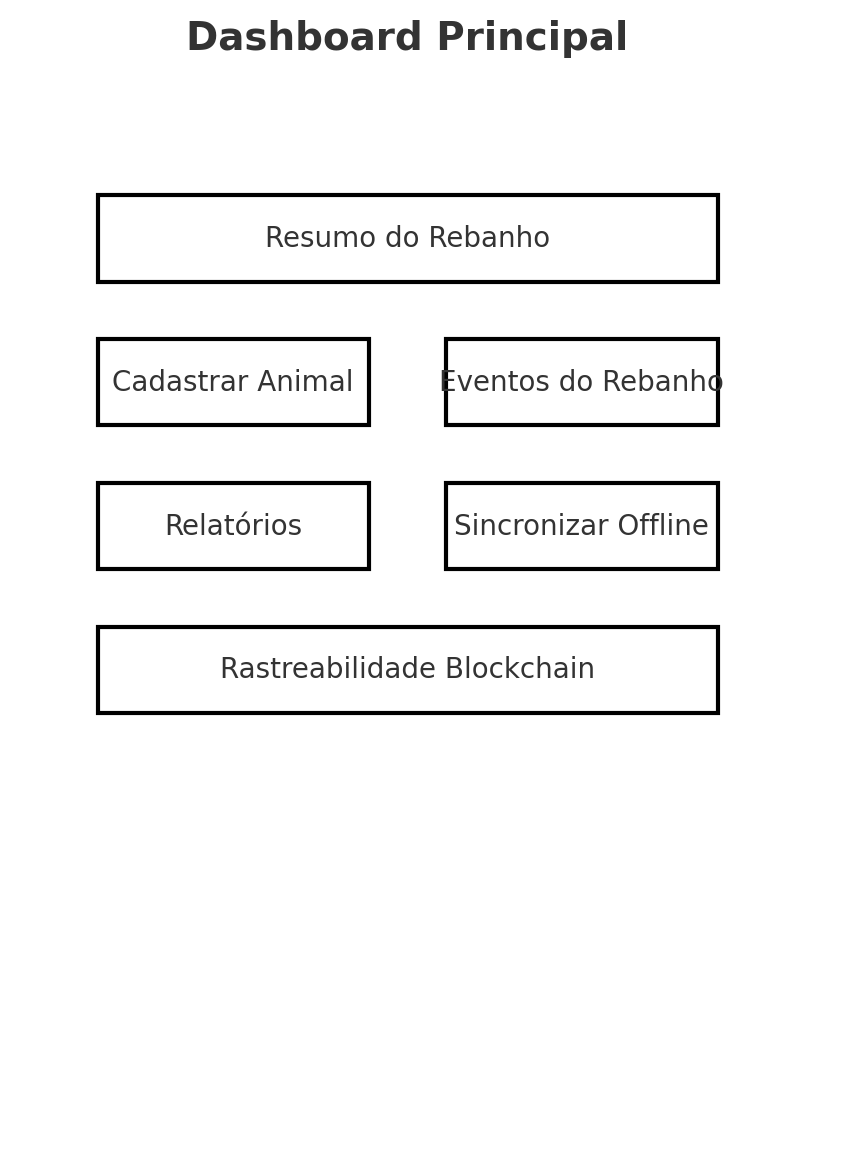 Dashboard Principal
Resumo do Rebanho
Cadastrar Animal
Eventos do Rebanho
Relatórios
Sincronizar Offline
Rastreabilidade Blockchain